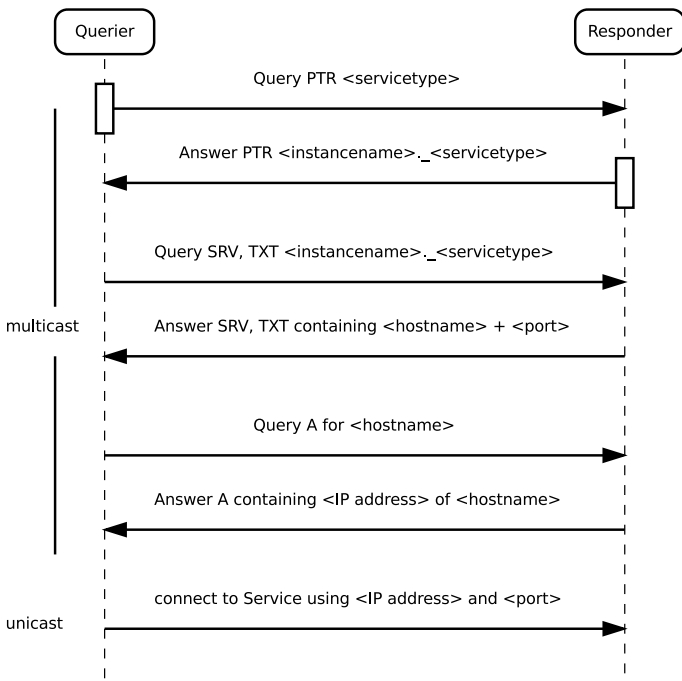 Querier
Responder
Query PTR <servicetype>
Answer PTR <instancename>._<servicetype>
Query SRV, TXT <instancename>._<servicetype>
multicast
Answer SRV, TXT containing <hostname> + <port>
Query A for <hostname>
Answer A containing <IP address> of <hostname>
connect to Service using <IP address> and <port>
unicast